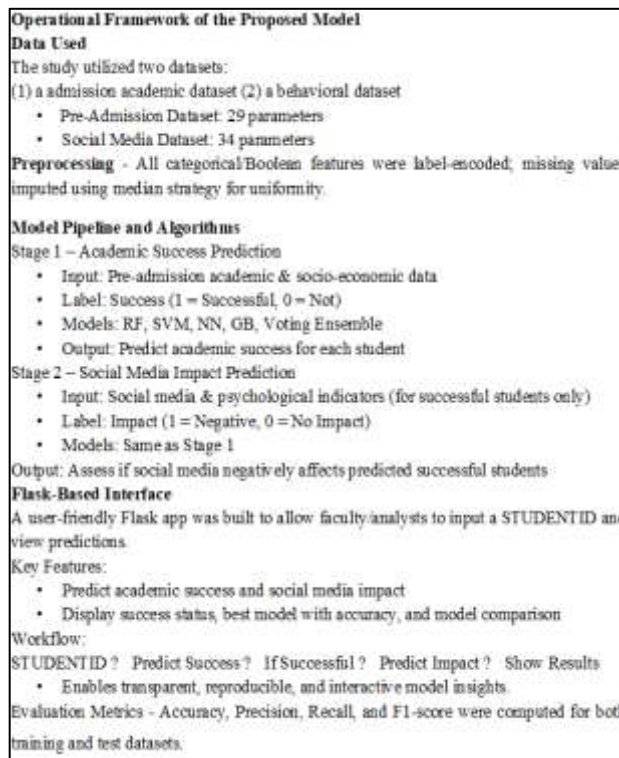 Operational Framework of the Proposed Model
Data Used
The study utilized two datasets:
(1) a admission academic dataset (2) a behavioral dataset
• Pre-Admission Dataset: 29 parameters
• Social Media Dataset: 34 parameters
Preprocessing - All categorical/Boolean features were label-encoded; missing value
imputed using median strategy for uniformity.
Model Pipeline and Algorithms
Stage 1 – Academic Success Prediction
• Input: Pre-admission academic & socio-economic data
• Label: Success (1 = Successful, 0 = Not)
• Models: RF, SVM, NN, GB, Voting Ensemble
• Output: Predict academic success for each student
Stage 2 – Social Media Impact Prediction
• Input: Social media & psychological indicators (for successful students only)
• Label: Impact (1 = Negative, 0 = No Impact)
• Models: Same as Stage 1
Output: Assess if social media negatively affects predicted successful students
Flask-Based Interface
A user-friendly Flask app was built to allow faculty/analysts to input a STUDENTID and
view predictions.
Key Features:
• Predict academic success and social media impact
• Display success status, best model with accuracy, and model comparison
Workflow:
STUDENTID ? Predict Success ? If Successful ? Predict Impact ? Show Results
• Enables transparent, reproducible, and interactive model insights.
Evaluation Metrics - Accuracy, Precision, Recall, and F1-score were computed for both
training and test datasets.